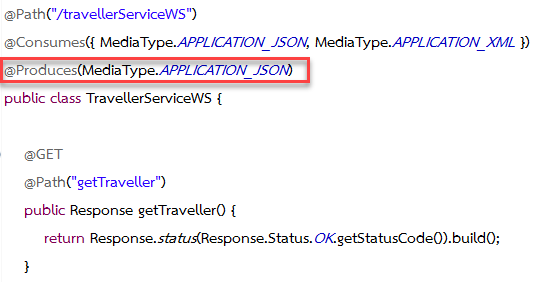 @Path("/travellerServiceWS")
@Consumes({ MediaType.APPLICATION_JSON, MediaType.APPLICATION_XML })
@Produces(MediaType.APPLICATION_JSON)
public class TravellerServiceWS {
@GET
@Path("getTraveller")
public Response getTraveller() {
return Response.status(Response.Status.OK.getStatusCode()).build();
}